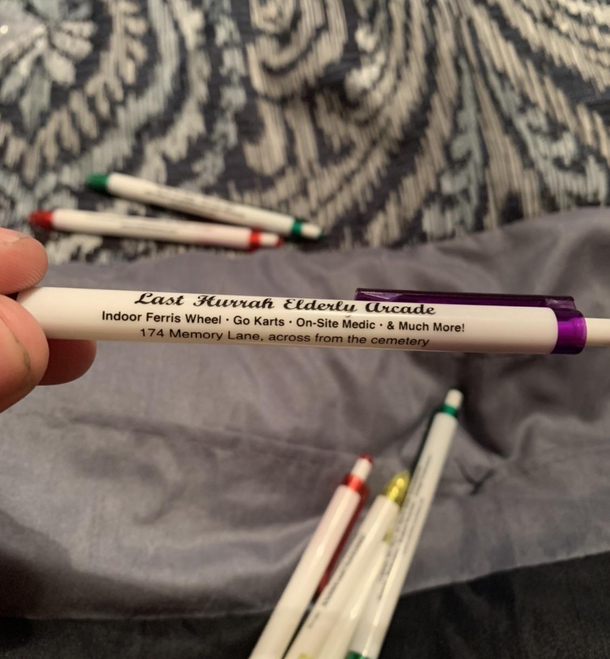 Last Hurrah Elderly Arcade
Indoor Ferris Wheel · Go Karts · On-Site Medic · & Much More!
174 Memory Lane, across from the cemetery